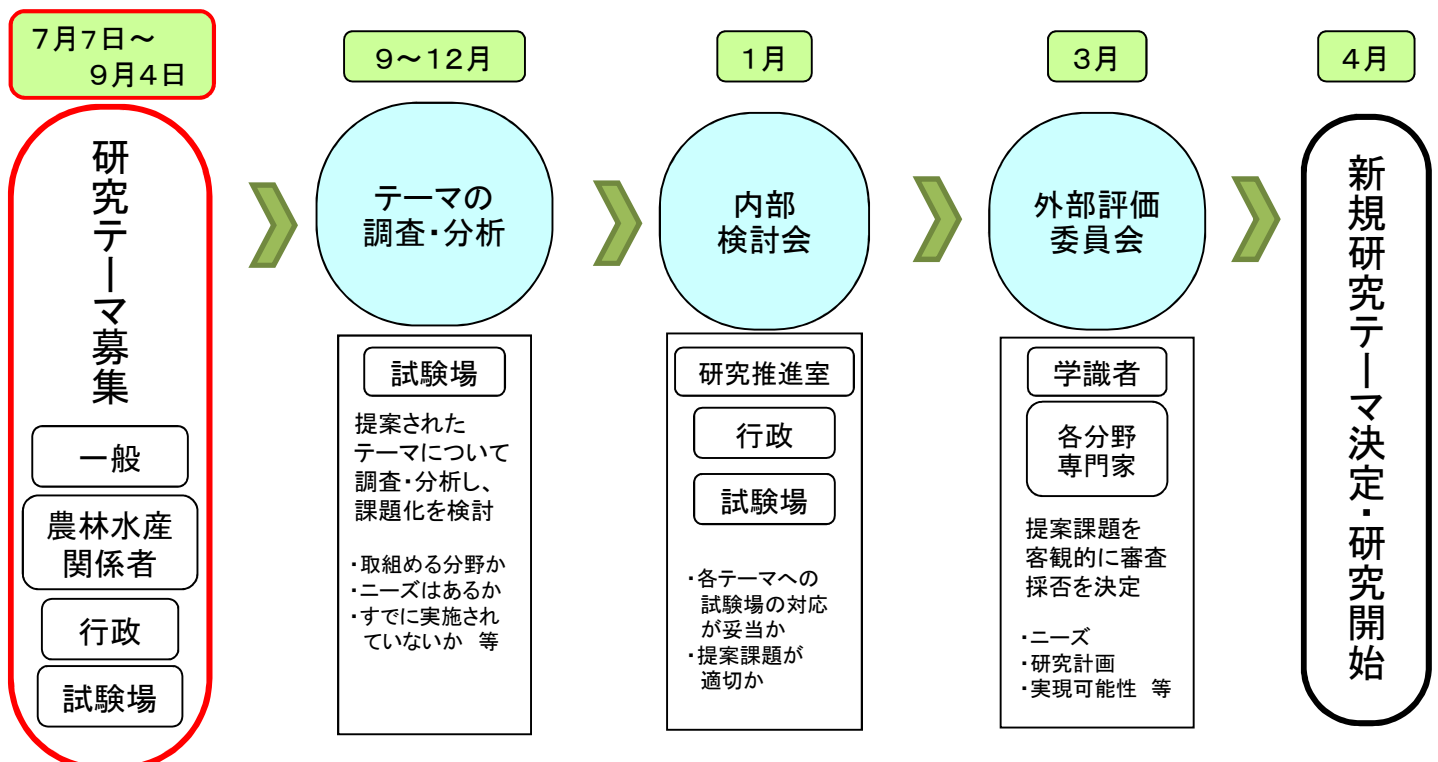 7月7日～
9月4日
研究テーマ募集
一般
農林水産
関係者
行政
試験場
9～12月
テーマの
調査・分析
試験場
提案された
テーマについて
調査・分析し、
課題化を検討
・取組める分野か
・ニーズはあるか
・すでに実施され
ていないか　等
1月
内部
検討会
研究推進室
行政
試験場
・各テーマへの
試験場の対応
が妥当か
・提案課題が
適切か
3月
外部評価
委員会
学識者
各分野
専門家
提案課題を
客観的に審査
採否を決定
・ニーズ
・研究計画
・実現可能性　等
4月
新規研究テーマ決定・研究開始